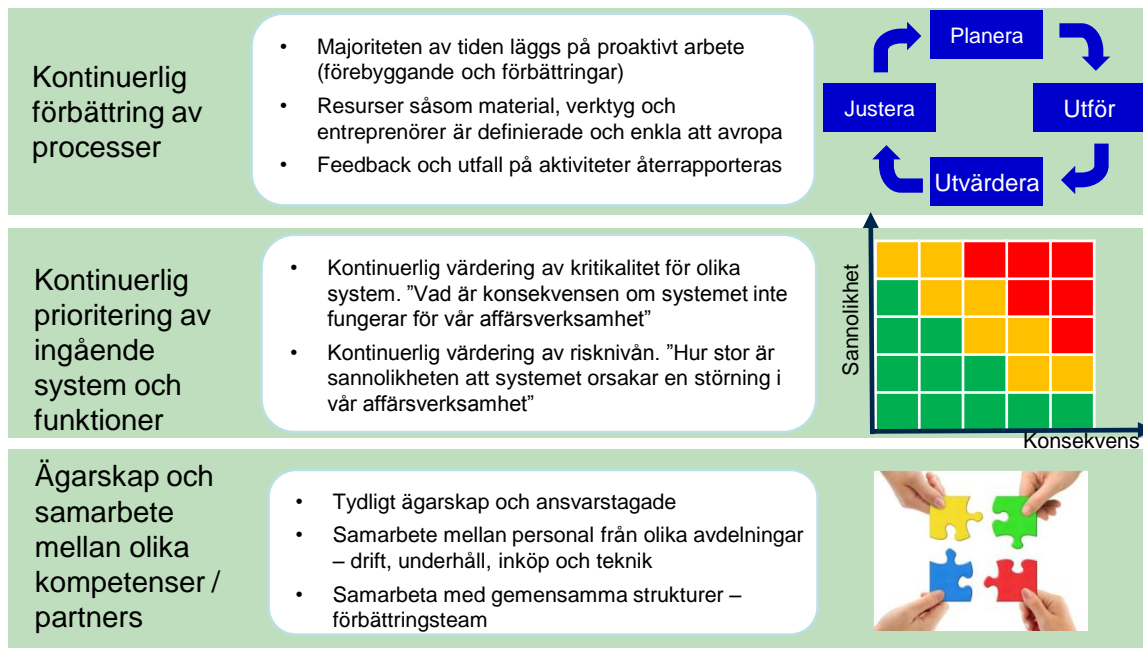 Kontinuerlig
förbättring av
processer
• Majoriteten av tiden läggs på proaktivt arbete
(förebyggande och förbättringar)
• Resurser såsom material, verktyg och
entreprenörer är definierade och enkla att avropa
• Feedback och utfall på aktiviteter återrapporteras
Planera
Justera
Utför
Utvärdera
Kontinuerlig
prioritering av
ingående
system och
funktioner
• Kontinuerlig värdering av kritikalitet för olika
system. ”Vad är konsekvensen om systemet inte
fungerar för vår affärsverksamhet”
• Kontinuerlig värdering av risknivån. ”Hur stor är
sannolikheten att systemet orsakar en störning i
vår affärsverksamhet”
Sannolikhet
Konsekvens
Ägarskap och
samarbete
mellan olika
kompetenser /
partners
• Tydligt ägarskap och ansvarstagade
• Samarbete mellan personal från olika avdelningar
– drift, underhåll, inköp och teknik
• Samarbeta med gemensamma strukturer –
förbättringsteam